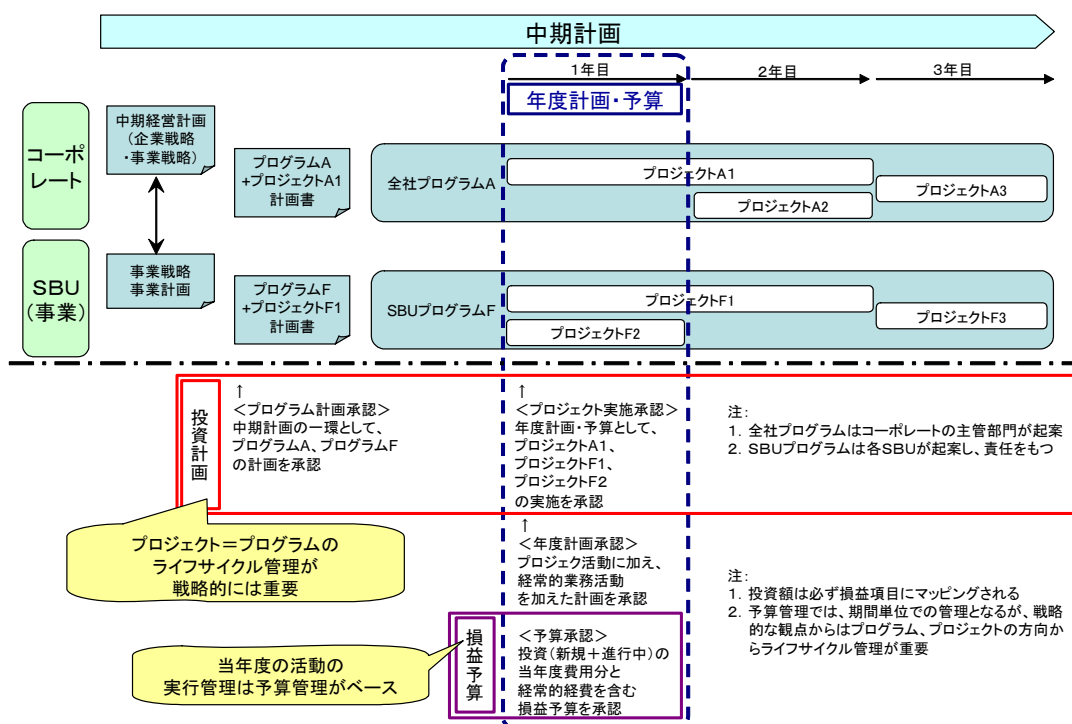 中期計画
1年目
2年目
3年目
年度計画・予算
コーポ
レート
中期経営計画
(企業戦略
・事業戦略)
プログラムA
+プロジェクトA1
計画書
全社プログラムA
プロジェクトA1
プロジェクトA2
プロジェクトA3
SBU
(事業)
事業戦略
事業計画
プログラムF
+プロジェクトF1
計画書
SBUプログラムF
プロジェクトF1
プロジェクトF2
プロジェクトF3
投資計画
↑
<プログラム計画承認>
中期計画の一環として、
プログラムA、プログラムF
の計画を承認
↑
<プロジェクト実施承認>
年度計画・予算として、
プロジェクトA1、
プロジェクトF1、
プロジェクトF2
の実施を承認
注:
1. 全社プログラムはコーポレートの主管部門が起案
2. SBUプログラムは各SBUが起案し、責任をもつ
プロジェクト=プログラムの
ライフサイクル管理が
戦略的には重要
↑
<年度計画承認>
プロジェク活動に加え、
経常的業務活動
を加えた計画を承認
注:
1. 投資額は必ず損益項目にマッピングされる
2. 予算管理では、期間単位での管理となるが、戦略
的な観点からはプログラム、プロジェクトの方向か
らライフサイクル管理が重要
損益予算
<予算承認>
投資(新規+進行中)の
当年度費用分と
経常的経費を含む
損益予算を承認
当年度の活動の
実行管理は予算管理がベース